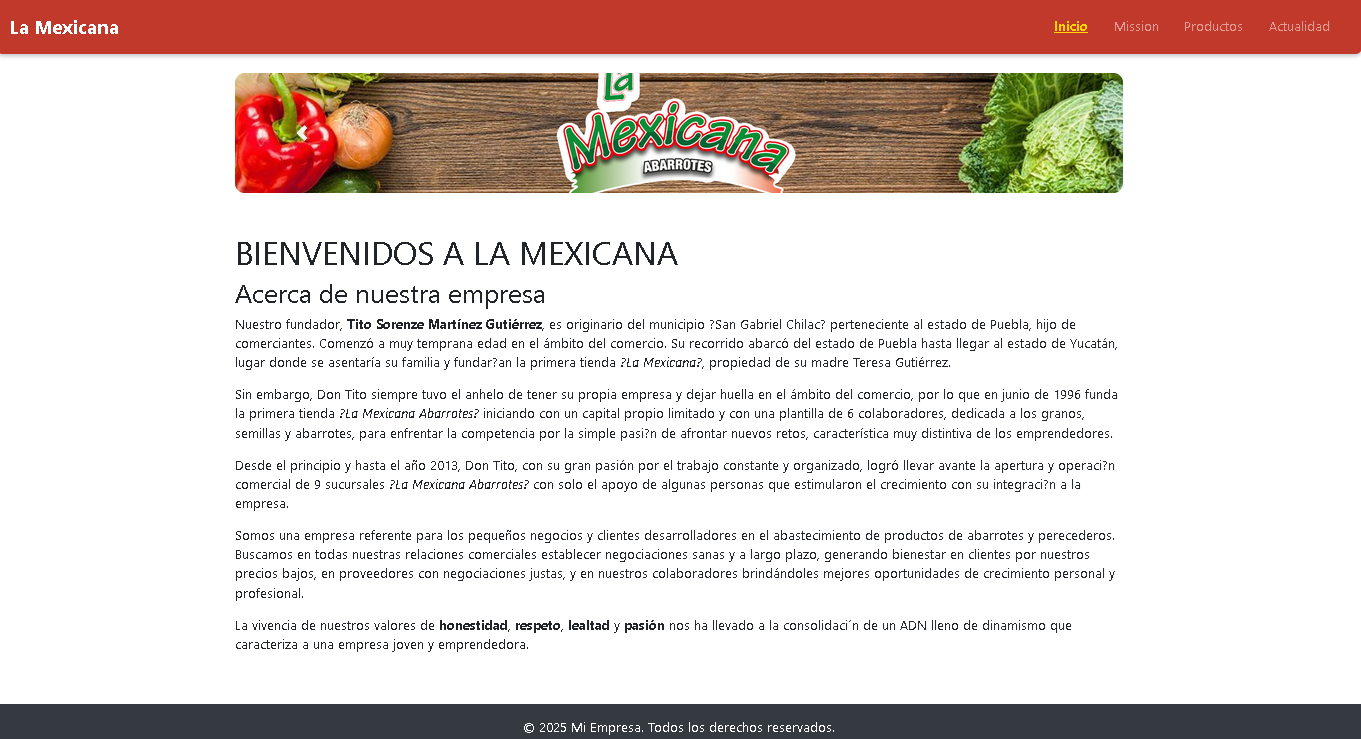 La Mexicana
Inicio Mission Productos Actualidad
La
Mexicana
ABARROTES
BIENVENIDOS A LA MEXICANA
Acerca de nuestra empresa
Nuestro fundador, Tito Sorenze Martínez Gutiérrez, es originario del municipio ?San Gabriel Chilac? perteneciente al estado de Puebla, hijo de
comerciantes. Comenzó a muy temprana edad en el ámbito del comercio. Su recorrido abarcó del estado de Puebla hasta llegar al estado de Yucatán,
lugar donde se asentaría su familia y fundar?an la primera tienda ?La Mexicana?, propiedad de su madre Teresa Gutiérrez.
Sin embargo, Don Tito siempre tuvo el anhelo de tener su propia empresa y dejar huella en el ámbito del comercio, por lo que en junio de 1996 funda
la primera tienda ?La Mexicana Abarrotes? iniciando con un capital propio limitado y con una plantilla de 6 colaboradores, dedicada a los granos,
semillas y abarrotes, para enfrentar la competencia por la simple pasi?n de afrontar nuevos retos, característica muy distintiva de los emprendedores.
Desde el principio y hasta el año 2013, Don Tito, con su gran pasión por el trabajo constante y organizado, logró llevar avante la apertura y operaci?n
comercial de 9 sucursales ?La Mexicana Abarrotes? con solo el apoyo de algunas personas que estimularon el crecimiento con su integraci?n a la
empresa.
Somos una empresa referente para los pequeños negocios y clientes desarrolladores en el abastecimiento de productos de abarrotes y perecederos.
Buscamos en todas nuestras relaciones comerciales establecer negociaciones sanas y a largo plazo, generando bienestar en clientes por nuestros
precios bajos, en proveedores con negociaciones justas, y en nuestros colaboradores brindándoles mejores oportunidades de crecimiento personal y
profesional.
La vivencia de nuestros valores de honestidad, respeto, lealtad y pasión nos ha llevado a la consolidaci´n de un ADN lleno de dinamismo que
caracteriza a una empresa joven y emprendedora.
© 2025 Mi Empresa. Todos los derechos reservados.